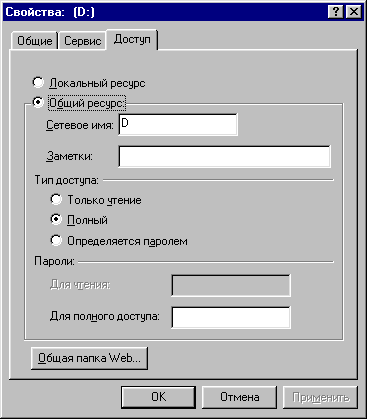 Свойства: (D:)
Общие Сервис Доступ
Локальный ресурс
Общий ресурс:
Сетевое имя: D
Заметки:
Тип доступа:
Только чтение
Полный
Определяется паролем
Пароли:
Для чтения:
Для полного доступа:
Общая папка Web...
OK Отмена Применить